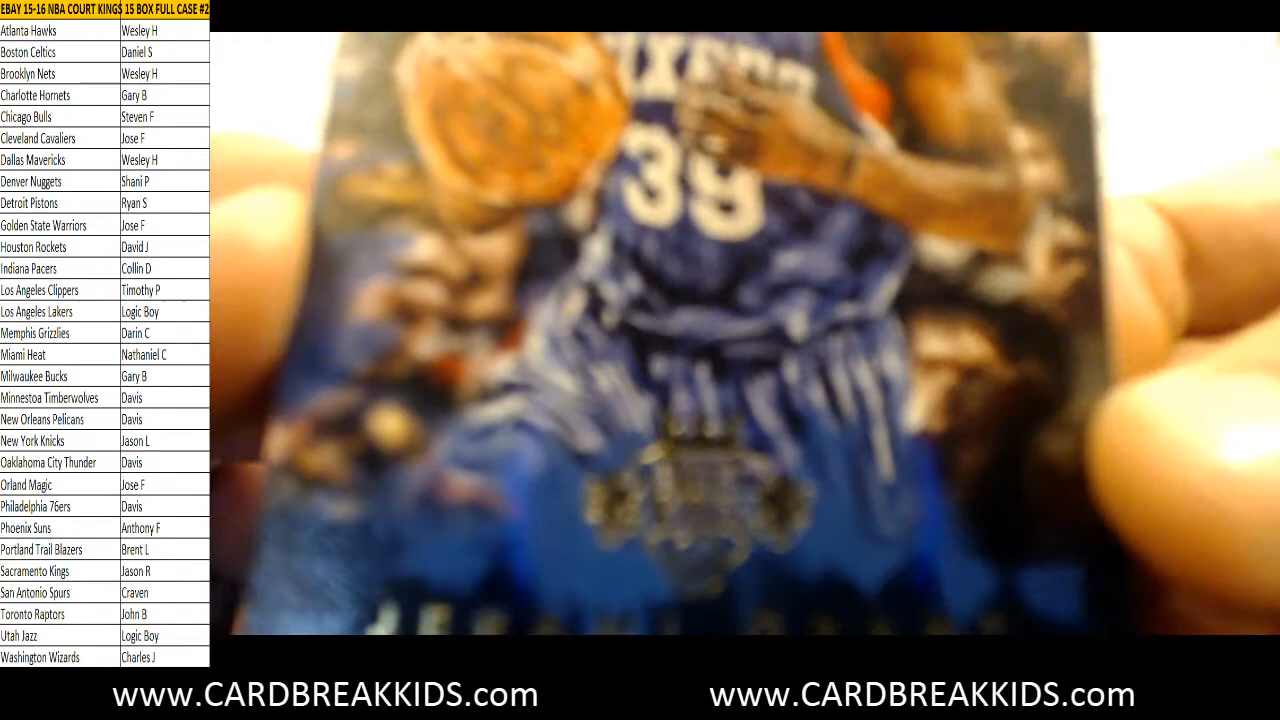 EBAY 15-16 NBA COURT KINGS 15 BOX FULL CASE #2
Atlanta Hawks Wesley H
Boston Celtics Daniel S
Brooklyn Nets Wesley H
Charlotte Hornets Gary B
Chicago Bulls Steven F
Cleveland Cavaliers Jose F
Dallas Mavericks Wesley H
Denver Nuggets Shani P
Detroit Pistons Ryan S
Golden State Warriors Jose F
Houston Rockets David J
Indiana Pacers Collin D
Los Angeles Clippers Timothy P
Los Angeles Lakers Logic Boy
Memphis Grizzlies Darin C
Miami Heat Nathaniel C
Milwaukee Bucks Gary B
Minnestoa Timberwolves Davis
New Orleans Pelicans Davis
New York Knicks Jason L
Oaklahoma City Thunder Davis
Orland Magic Jose F
Philadelphia 76ers Davis
Phoenix Suns Anthony F
Portland Trail Blazers Brent L
Sacramento Kings Jason R
San Antonio Spurs Craven
Toronto Raptors John B
Utah Jazz Logic Boy
Washington Wizards Charles J
39
www.CARDBREAKKIDS.com www.CARDBREAKKIDS.com